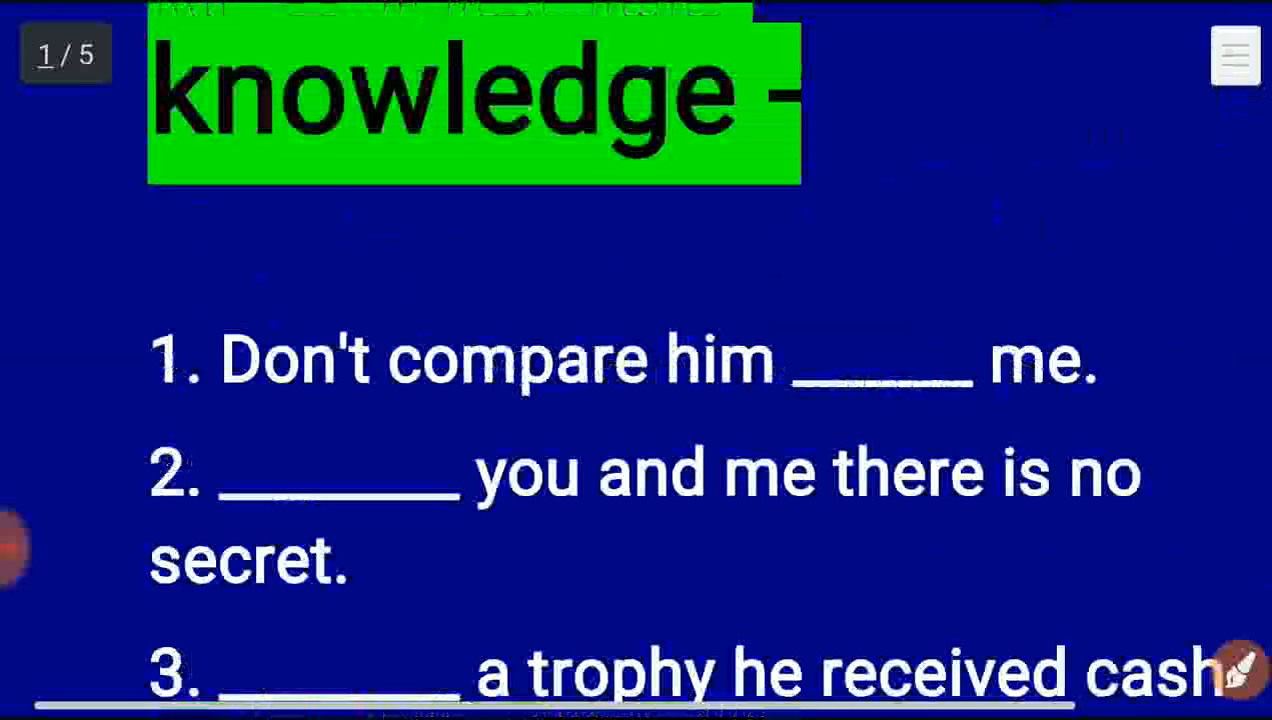 1 / 5
knowledge -
1. Don't compare him ______ me.
2. ________ you and me there is no
secret.
3. ________ a trophy he received cash